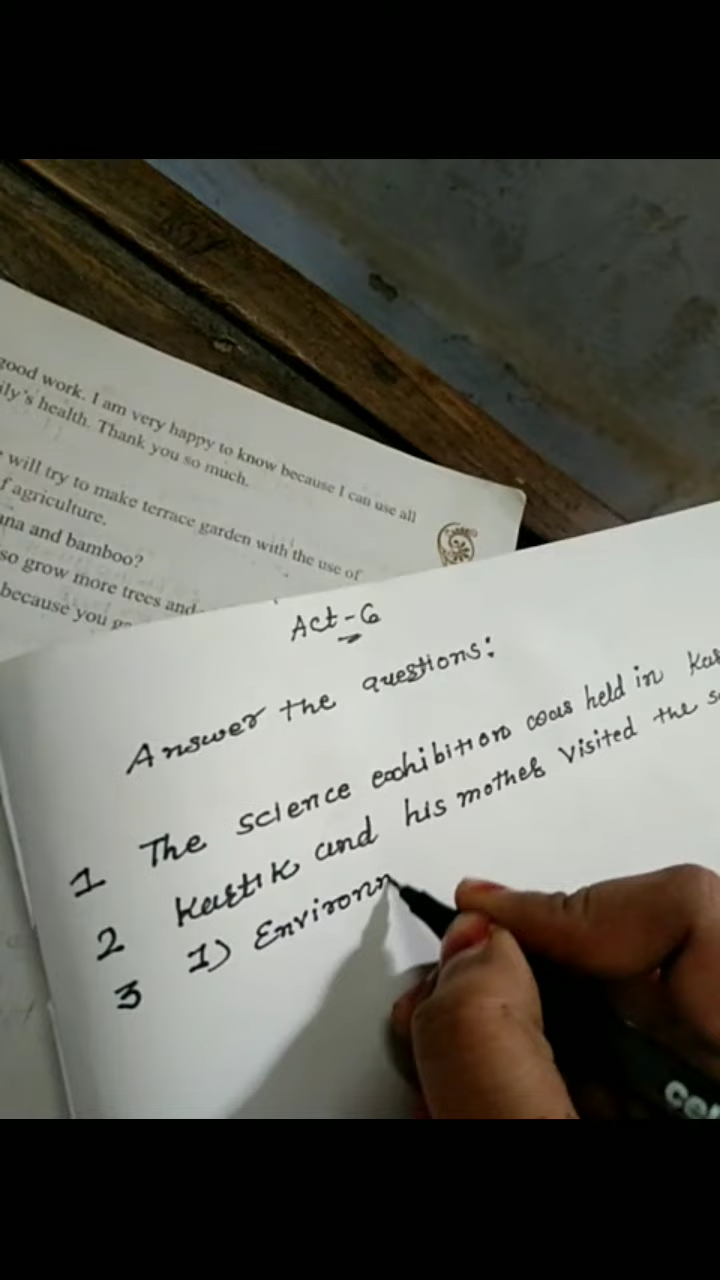 good work. I am very happy to know because I can use all
ily's health. Thank you so much.
will try to make terrace garden with the use of
f agriculture.
ana and bamboo?
so grow more trees and
because you
Act-6
Answer the questions:
1 The science exhibition was held in
2 Kartik and his mother visited the
3 1) Environm